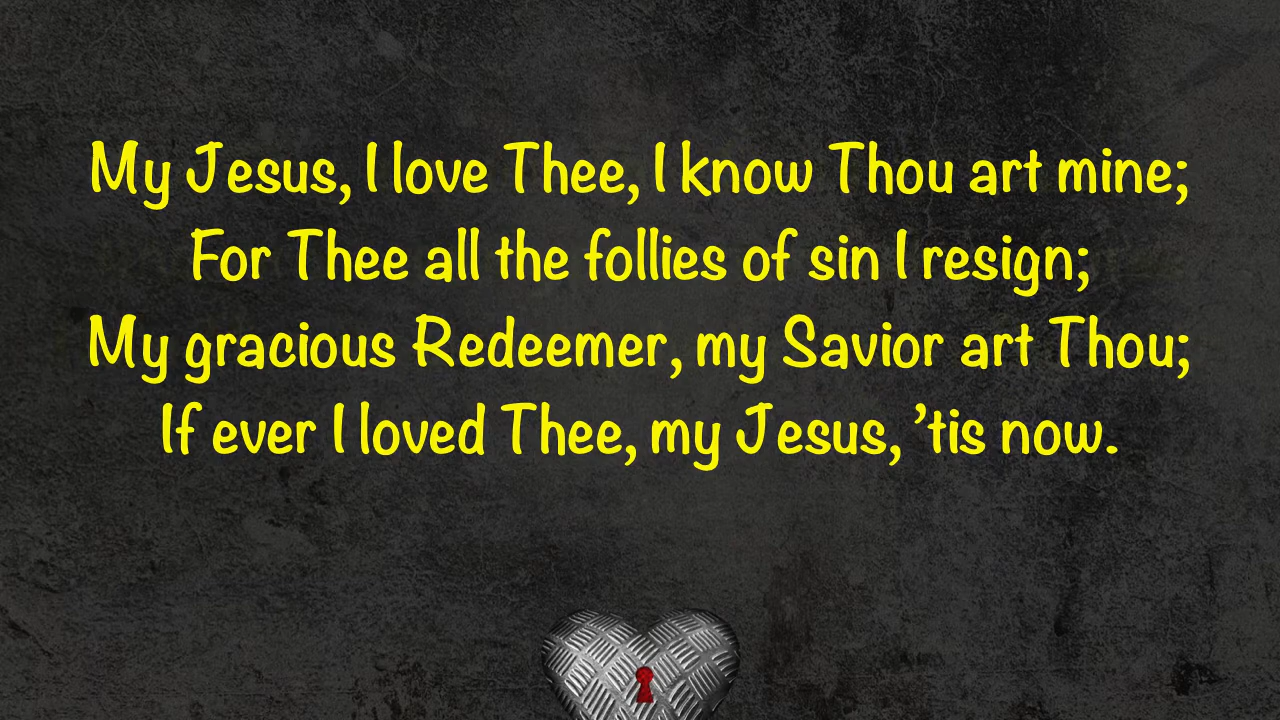 My Jesus, I love Thee, I know Thou art mine;
For Thee all the follies of sin I resign;
My gracious Redeemer, my Savior art Thou;
If ever I loved Thee, my Jesus, ’tis now.